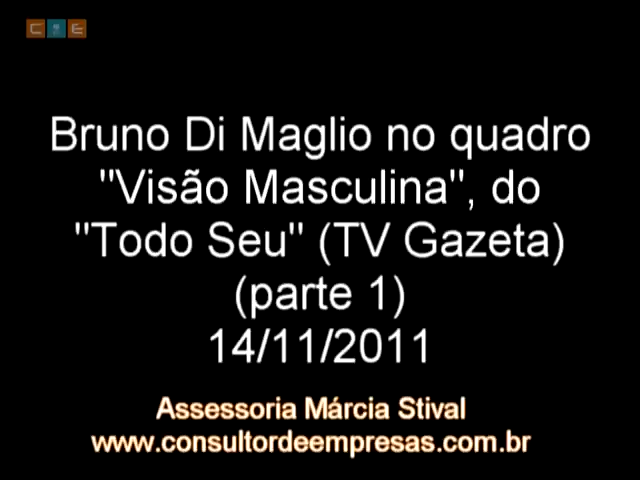 C E
Bruno Di Maglio no quadro
"Visão Masculina", do
"Todo Seu" (TV Gazeta)
(parte 1)
14/11/2011
Assessoria Márcia Stival
www.consultordeempresas.com.br